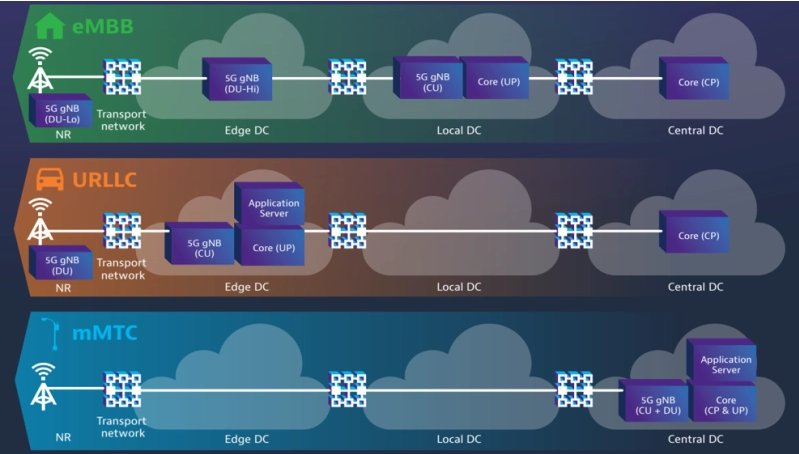 eMBB
5G gNB
(DU-Lo)
NR
Transport
network
5G gNB
(DU-Hi)
Edge DC
5G gNB
(CU)
Core (UP)
Local DC
Core (CP)
Central DC
URLLC
5G gNB
(DU)
NR
Transport
network
Application
Server
5G gNB
(CU)
Core (UP)
Edge DC
Local DC
Core (CP)
Central DC
mMTC
NR
Transport
network
Edge DC
Local DC
Application
Server
5G gNB
(CU + DU)
Core
(CP & UP)
Central DC